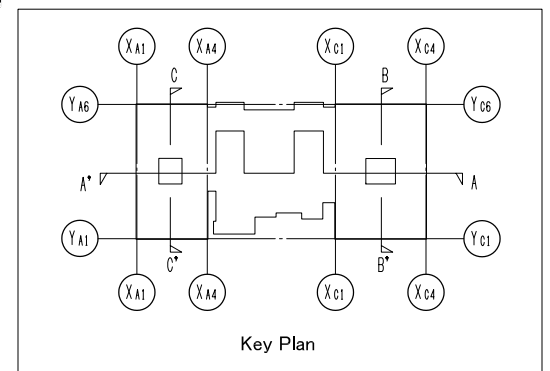 XA1 XA4 XC1 XC4
C B
YA6 YC6
A' A
YA1 YC1
C' B'
XA1 XA4 XC1 XC4
Key Plan